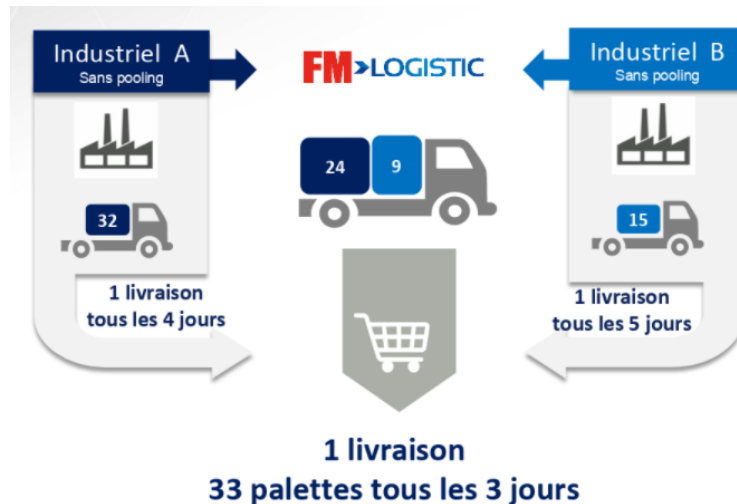 Industriel A
Sans pooling
FM>LOGISTIC
Industriel B
Sans pooling
24
9
32
15
1 livraison
tous les 4 jours
1 livraison
tous les 5 jours
1 livraison
33 palettes tous les 3 jours